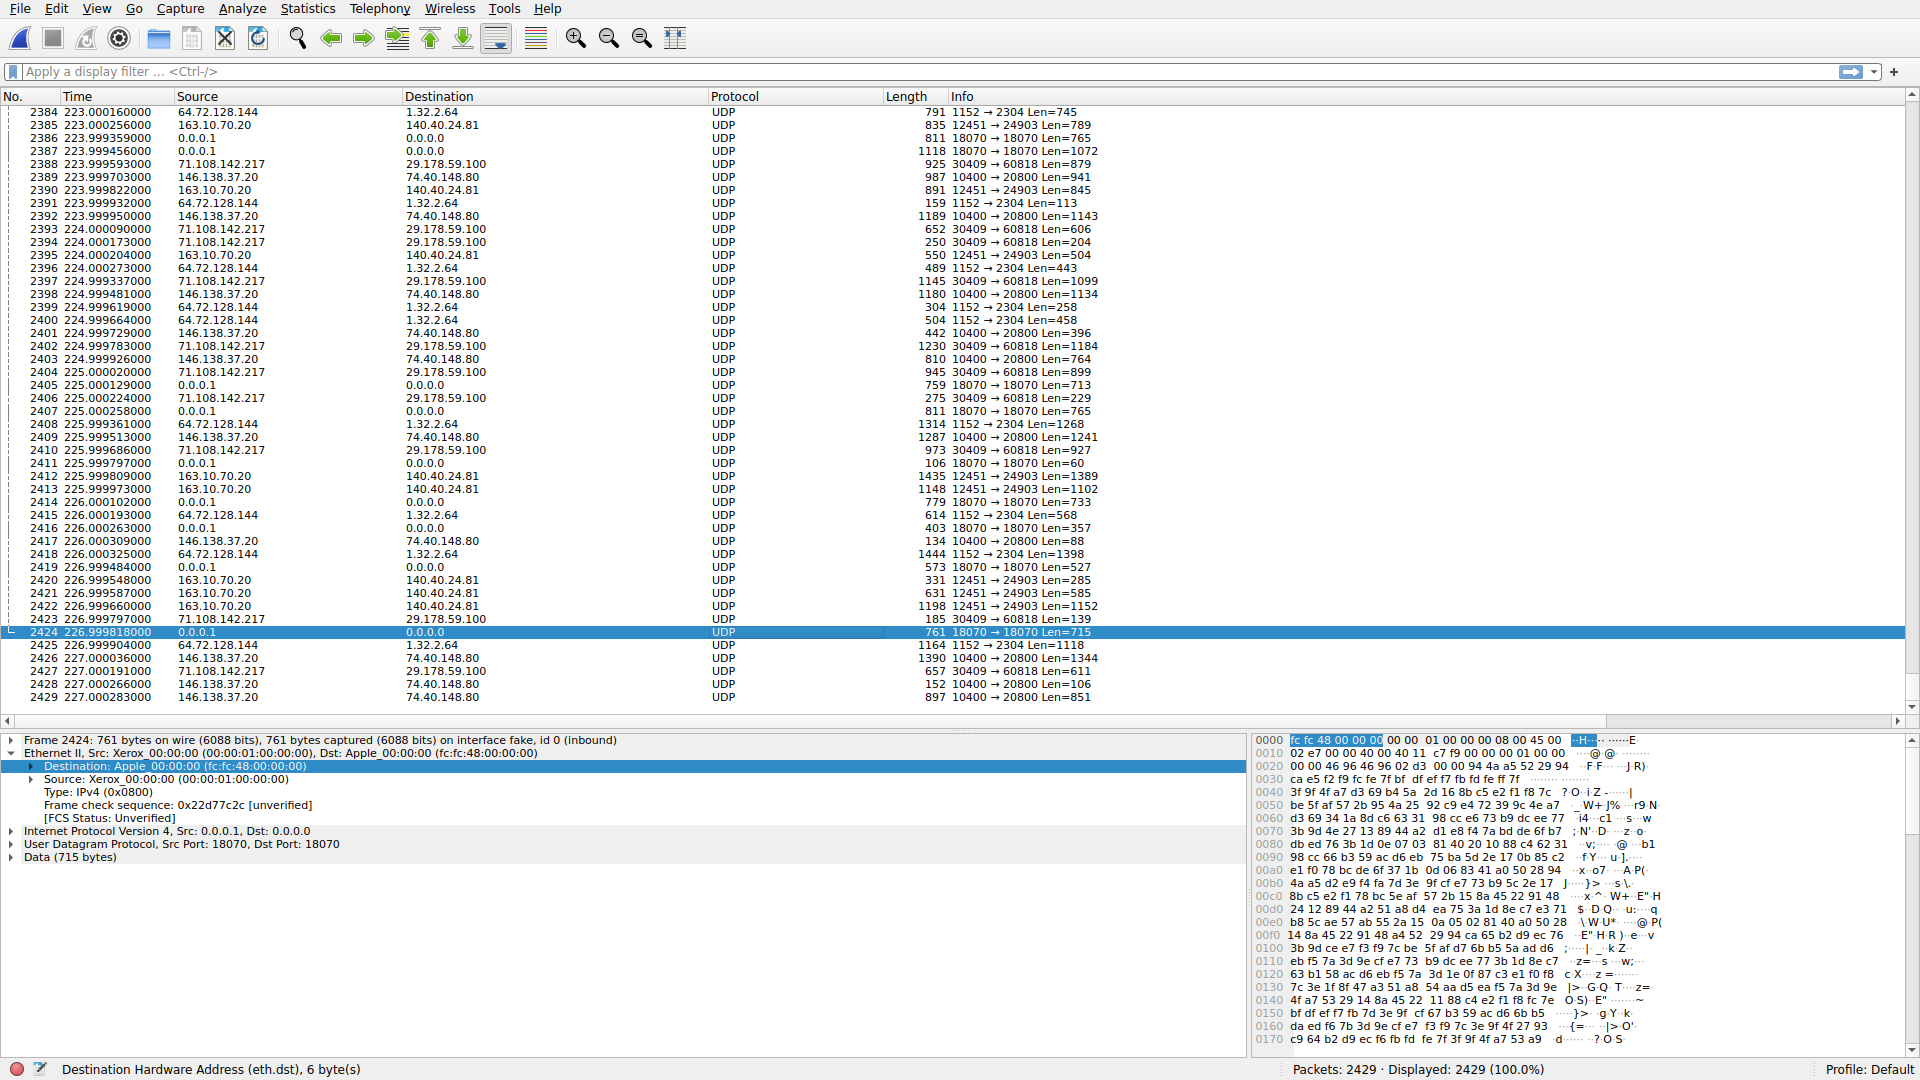 File Edit View Go Capture Analyze Statistics Telephony Wireless Tools Help
Apply a display filter ... <Ctrl-/>
No. Time Source Destination Protocol Length Info
2384 223.000160000 64.72.128.144 1.32.2.64 UDP 791 1152 → 2304 Len=745
2385 223.000256000 163.10.70.20 140.40.24.81 UDP 835 12451 → 24903 Len=789
2386 223.999359000 0.0.0.1 0.0.0.0 UDP 811 18070 → 18070 Len=765
2387 223.999456000 0.0.0.1 0.0.0.0 UDP 1118 18070 → 18070 Len=1072
2388 223.999593000 71.108.142.217 29.178.59.100 UDP 925 30409 → 60818 Len=879
2389 223.999703000 146.138.37.20 74.40.148.80 UDP 987 10400 → 20800 Len=941
2390 223.999822000 163.10.70.20 140.40.24.81 UDP 891 12451 → 24903 Len=845
2391 223.999932000 64.72.128.144 1.32.2.64 UDP 159 1152 → 2304 Len=113
2392 223.999950000 146.138.37.20 74.40.148.80 UDP 1189 10400 → 20800 Len=1143
2393 224.000090000 71.108.142.217 29.178.59.100 UDP 652 30409 → 60818 Len=606
2394 224.000173000 71.108.142.217 29.178.59.100 UDP 250 30409 → 60818 Len=204
2395 224.000204000 163.10.70.20 140.40.24.81 UDP 550 12451 → 24903 Len=504
2396 224.000273000 64.72.128.144 1.32.2.64 UDP 489 1152 → 2304 Len=443
2397 224.999337000 71.108.142.217 29.178.59.100 UDP 1145 30409 → 60818 Len=1099
2398 224.999481000 146.138.37.20 74.40.148.80 UDP 1180 10400 → 20800 Len=1134
2399 224.999619000 64.72.128.144 1.32.2.64 UDP 304 1152 → 2304 Len=258
2400 224.999664000 64.72.128.144 1.32.2.64 UDP 504 1152 → 2304 Len=458
2401 224.999729000 146.138.37.20 74.40.148.80 UDP 442 10400 → 20800 Len=396
2402 224.999783000 71.108.142.217 29.178.59.100 UDP 1230 30409 → 60818 Len=1184
2403 224.999926000 146.138.37.20 74.40.148.80 UDP 810 10400 → 20800 Len=764
2404 225.000020000 71.108.142.217 29.178.59.100 UDP 945 30409 → 60818 Len=899
2405 225.000129000 0.0.0.1 0.0.0.0 UDP 759 18070 → 18070 Len=713
2406 225.000224000 71.108.142.217 29.178.59.100 UDP 275 30409 → 60818 Len=229
2407 225.000258000 0.0.0.1 0.0.0.0 UDP 811 18070 → 18070 Len=765
2408 225.999361000 64.72.128.144 1.32.2.64 UDP 1314 1152 → 2304 Len=1268
2409 225.999513000 146.138.37.20 74.40.148.80 UDP 1287 10400 → 20800 Len=1241
2410 225.999686000 71.108.142.217 29.178.59.100 UDP 973 30409 → 60818 Len=927
2411 225.999797000 0.0.0.1 0.0.0.0 UDP 106 18070 → 18070 Len=60
2412 225.999809000 163.10.70.20 140.40.24.81 UDP 1435 12451 → 24903 Len=1389
2413 225.999973000 163.10.70.20 140.40.24.81 UDP 1148 12451 → 24903 Len=1102
2414 226.000102000 0.0.0.1 0.0.0.0 UDP 779 18070 → 18070 Len=733
2415 226.000193000 64.72.128.144 1.32.2.64 UDP 614 1152 → 2304 Len=568
2416 226.000263000 0.0.0.1 0.0.0.0 UDP 403 18070 → 18070 Len=357
2417 226.000309000 146.138.37.20 74.40.148.80 UDP 134 10400 → 20800 Len=88
2418 226.000325000 64.72.128.144 1.32.2.64 UDP 1444 1152 → 2304 Len=1398
2419 226.999484000 0.0.0.1 0.0.0.0 UDP 573 18070 → 18070 Len=527
2420 226.999548000 163.10.70.20 140.40.24.81 UDP 331 12451 → 24903 Len=285
2421 226.999587000 163.10.70.20 140.40.24.81 UDP 631 12451 → 24903 Len=585
2422 226.999660000 163.10.70.20 140.40.24.81 UDP 1198 12451 → 24903 Len=1152
2423 226.999797000 71.108.142.217 29.178.59.100 UDP 185 30409 → 60818 Len=139
2424 226.999818000 0.0.0.1 0.0.0.0 UDP 761 18070 → 18070 Len=715
2425 226.999904000 64.72.128.144 1.32.2.64 UDP 1164 1152 → 2304 Len=1118
2426 227.000036000 146.138.37.20 74.40.148.80 UDP 1390 10400 → 20800 Len=1344
2427 227.000191000 71.108.142.217 29.178.59.100 UDP 657 30409 → 60818 Len=611
2428 227.000266000 146.138.37.20 74.40.148.80 UDP 152 10400 → 20800 Len=106
2429 227.000283000 146.138.37.20 74.40.148.80 UDP 897 10400 → 20800 Len=851
Frame 2424: 761 bytes on wire (6088 bits), 761 bytes captured (6088 bits) on interface fake, id 0 (inbound)
Ethernet II, Src: Xerox_00:00:00 (00:00:01:00:00:00), Dst: Apple_00:00:00 (fc:fc:48:00:00:00)
Destination: Apple_00:00:00 (fc:fc:48:00:00:00)
Source: Xerox_00:00:00 (00:00:01:00:00:00)
Type: IPv4 (0x0800)
Frame check sequence: 0x22d77c2c [unverified]
[FCS Status: Unverified]
Internet Protocol Version 4, Src: 0.0.0.1, Dst: 0.0.0.0
User Datagram Protocol, Src Port: 18070, Dst Port: 18070
Data (715 bytes)
0000 fc fc 48 00 00 00 00 00 01 00 00 00 08 00 45 00 ··H··· ······E·
0010 02 e7 00 00 40 00 40 11 c7 f9 00 00 00 01 00 00 ····@·@· ········
0020 00 00 46 96 46 96 02 d3 00 00 94 4a a5 52 29 94 ··F·F··· ···J·R)·
0030 ca e5 f2 f9 fc fe 7f bf df ef f7 fb fd fe ff 7f ········ ········
0040 3f 9f 4f a7 d3 69 b4 5a 2d 16 8b c5 e2 f1 f8 7c ?·O··i·Z -······|
0050 be 5f af 57 2b 95 4a 25 92 c9 e4 72 39 9c 4e a7 ·_·W+·J% ···r9·N·
0060 d3 69 34 1a 8d c6 63 31 98 cc e6 73 b9 dc ee 77 ·i4···c1 ···s···w
0070 3b 9d 4e 27 13 89 44 a2 d1 e8 f4 7a bd de 6f b7 ;·N'··D· ···z··o·
0080 db ed 76 3b 1d 0e 07 03 81 40 20 10 88 c4 62 31 ··v;···· ·@ ···b1
0090 98 cc 66 b3 59 ac d6 eb 75 ba 5d 2e 17 0b 85 c2 ··f·Y··· u·].····
00a0 e1 f0 78 bc de 6f 37 1b 0d 06 83 41 a0 50 28 94 ··x··o7· ···A·P(·
00b0 4a a5 d2 e9 f4 fa 7d 3e 9f cf e7 73 b9 5c 2e 17 J·····}> ···s·\.·
00c0 8b c5 e2 f1 78 bc 5e af 57 2b 15 8a 45 22 91 48 ····x·^· W+··E"·H
00d0 24 12 89 44 a2 51 a8 d4 ea 75 3a 1d 8e c7 e3 71 $··D·Q·· ·u:····q
00e0 b8 5c ae 57 ab 55 2a 15 0a 05 02 81 40 a0 50 28 ·\·W·U*· ····@·P(
00f0 14 8a 45 22 91 48 a4 52 29 94 ca 65 b2 d9 ec 76 ··E"·H·R )··e···v
0100 3b 9d ce e7 f3 f9 7c be 5f af d7 6b b5 5a ad d6 ;·····|· _··k·Z··
0110 eb f5 7a 3d 9e cf e7 73 b9 dc ee 77 3b 1d 8e c7 ··z=···s ···w;···
0120 63 b1 58 ac d6 eb f5 7a 3d 1e 0f 87 c3 e1 f0 f8 c·X····z =·······
0130 7c 3e 1f 8f 47 a3 51 a8 54 aa d5 ea f5 7a 3d 9e |>··G·Q· T····z=·
0140 4f a7 53 29 14 8a 45 22 11 88 c4 e2 f1 f8 fc 7e O·S)··E" ·······~
0150 bf df ef f7 fb 7d 3e 9f cf 67 b3 59 ac d6 6b b5 ·····}>· ·g·Y··k·
0160 da ed f6 7b 3d 9e cf e7 f3 f9 7c 3e 9f 4f 27 93 ···{=··· ··|>·O'·
0170 c9 64 b2 d9 ec f6 fb fd fe 7f 3f 9f 4f a7 53 a9 ·d······ ··?·O·S·
Destination Hardware Address (eth.dst), 6 byte(s)
Packets: 2429 · Displayed: 2429 (100.0%)
Profile: Default